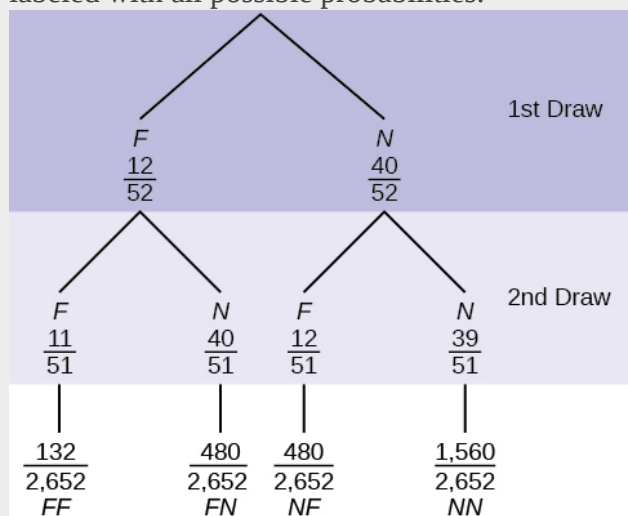 labeled with all possible probabilities.
1st Draw
F N
12 40
52 52
2nd Draw
F N F N
11 40 12 39
51 51 51 51
132 480 480 1,560
2,652 2,652 2,652 2,652
FF FN NF NN